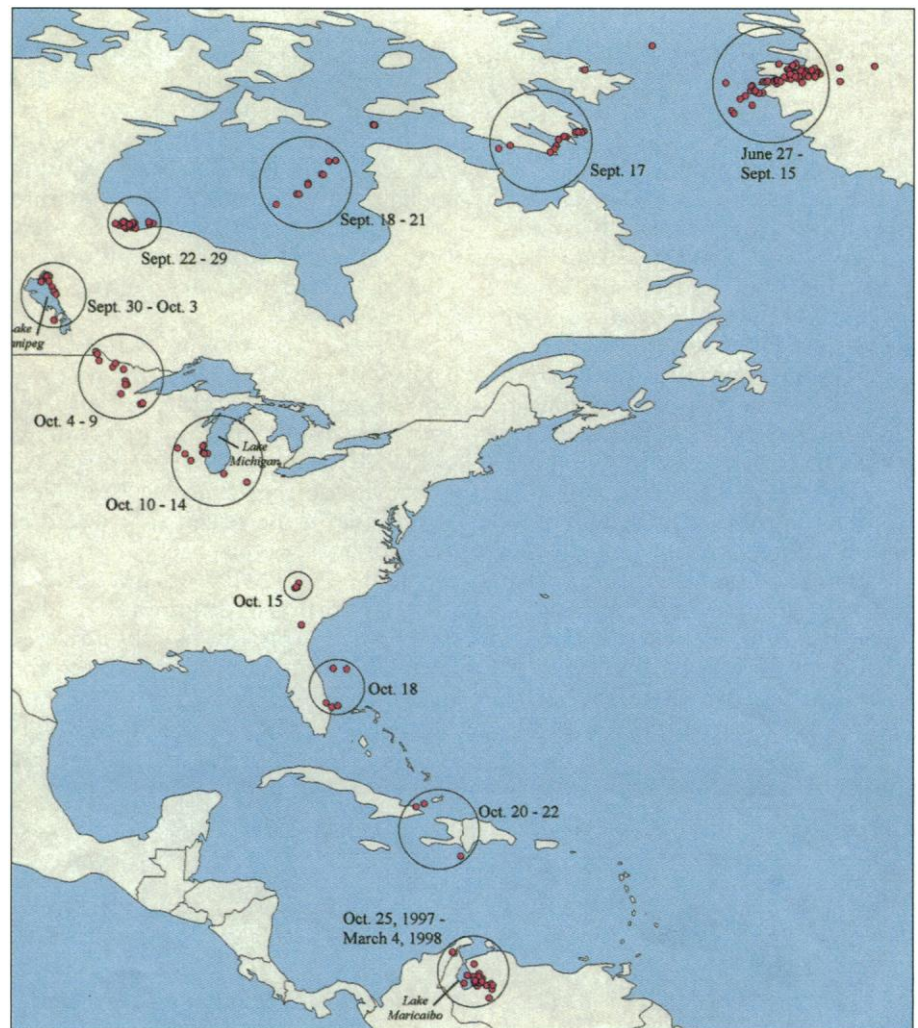 June 27 -
Sept. 15
Sept. 17
Sept. 18 - 21
Sept. 22 - 29
Sept. 30 - Oct. 3
Oct. 4 - 9
Lake
Michigan
Oct. 10 - 14
Oct. 15
Oct. 18
Oct. 20 - 22
Oct. 25, 1997 -
March 4, 1998
Lake
Maricaibo